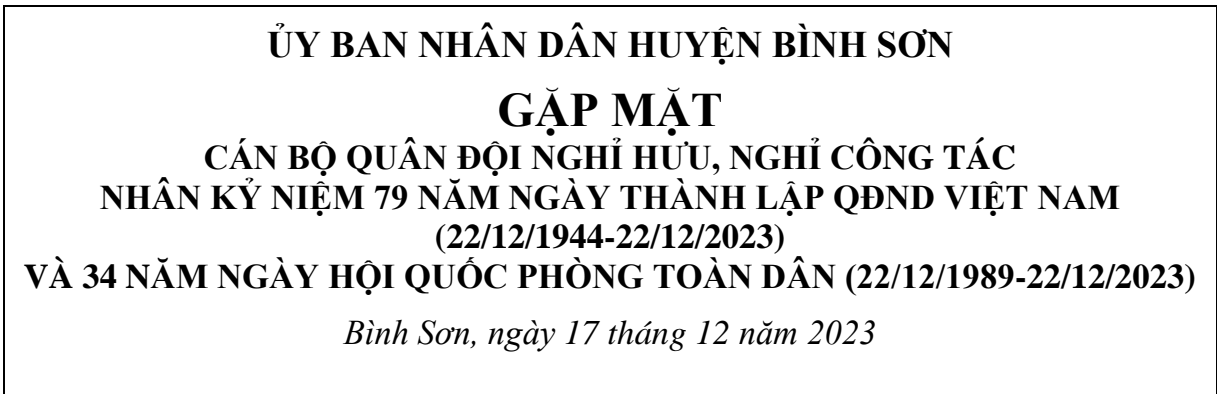 ỦY BAN NHÂN DÂN HUYỆN BÌNH SƠN
GẶP MẶT
CÁN BỘ QUÂN ĐỘI NGHỈ HƯU, NGHỈ CÔNG TÁC
NHÂN KỶ NIỆM 79 NĂM NGÀY THÀNH LẬP QĐND VIỆT NAM
(22/12/1944-22/12/2023)
VÀ 34 NĂM NGÀY HỘI QUỐC PHÒNG TOÀN DÂN (22/12/1989-22/12/2023)
Bình Sơn, ngày 17 tháng 12 năm 2023